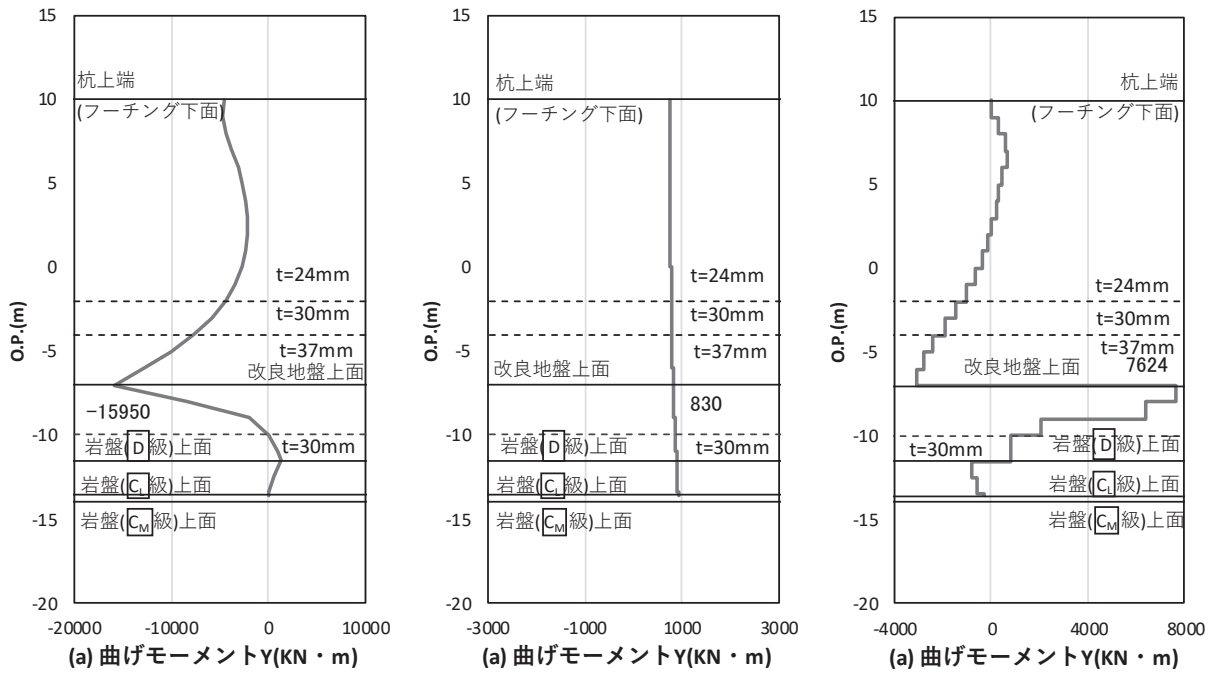 15
10
5
0
-5
-10
-15
-20
O.P.(m)
杭上端
(フーチング下面)
t=24mm
t=30mm
t=37mm
改良地盤上面
−15950
t=30mm
岩盤(D級)上面
岩盤(CL級)上面
岩盤(CM級)上面
-20000 -10000 0 10000
(a) 曲げモーメントY(KN・m)
15
10
5
0
-5
-10
-15
-20
O.P.(m)
杭上端
(フーチング下面)
t=24mm
t=30mm
t=37mm
改良地盤上面
830
岩盤(D級)上面
t=30mm
岩盤(CL級)上面
岩盤(CM級)上面
-3000 -1000 1000 3000
(a) 曲げモーメントY(KN・m)
15
10
5
0
-5
-10
-15
-20
O.P.(m)
杭上端
(フーチング下面)
t=24mm
t=30mm
t=37mm
改良地盤上面
7624
t=30mm
岩盤(D級)上面
岩盤(CL級)上面
岩盤(CM級)上面
-4000 0 4000 8000
(a) 曲げモーメントY(KN・m)